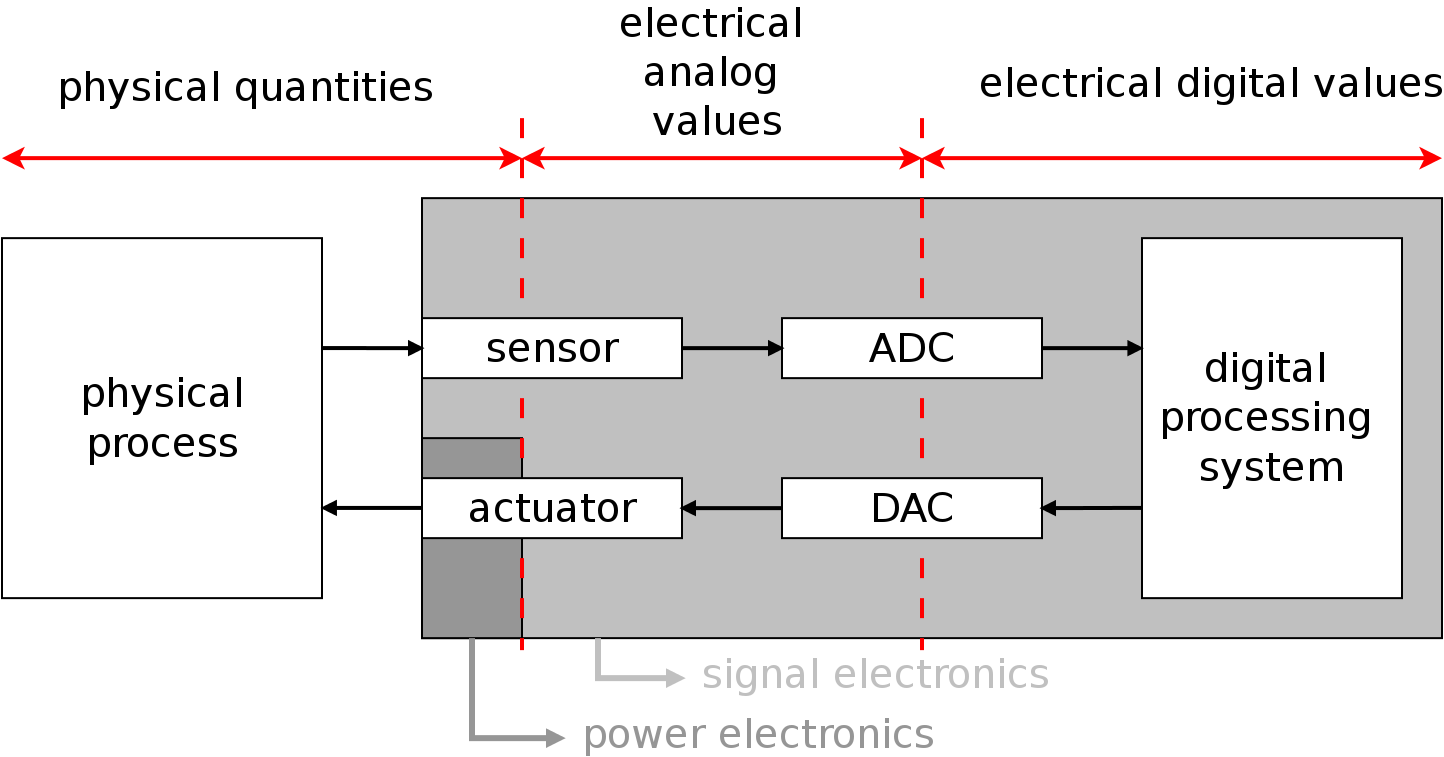 electrical
analog
values
physical quantities
electrical digital values
sensor
ADC
physical
process
digital
processing
system
actuator
DAC
signal electronics
power electronics